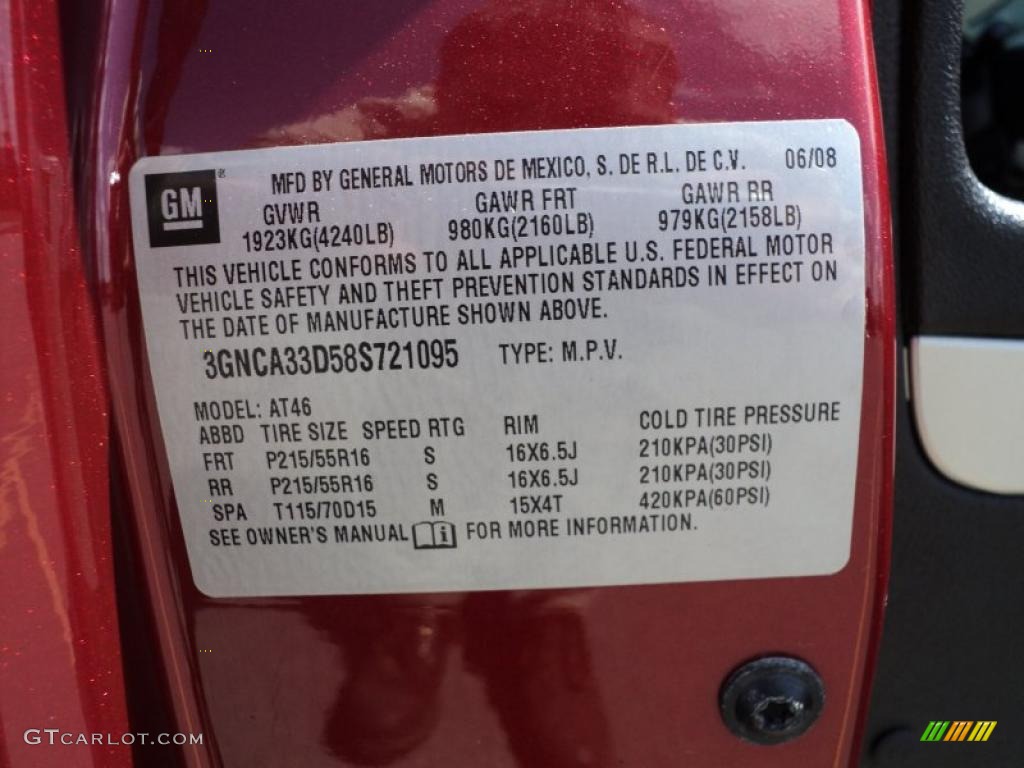 GM®
MFD BY GENERAL MOTORS DE MEXICO, S. DE R.L. DE C.V. 06/08
GVWR GAWR FRT GAWR RR
1923KG(4240LB) 980KG(2160LB) 979KG(2158LB)
THIS VEHICLE CONFORMS TO ALL APPLICABLE U.S. FEDERAL MOTOR
VEHICLE SAFETY AND THEFT PREVENTION STANDARDS IN EFFECT ON
THE DATE OF MANUFACTURE SHOWN ABOVE.
3GNCA33D58S721095 TYPE: M.P.V.
MODEL: AT46
ABBD TIRE SIZE SPEED RTG RIM COLD TIRE PRESSURE
FRT P215/55R16 S 16X6.5J 210KPA(30PSI)
RR P215/55R16 S 16X6.5J 210KPA(30PSI)
SPA T115/70D15 M 15X4T 420KPA(60PSI)
SEE OWNER'S MANUAL i FOR MORE INFORMATION.
GTCARLOT.COM